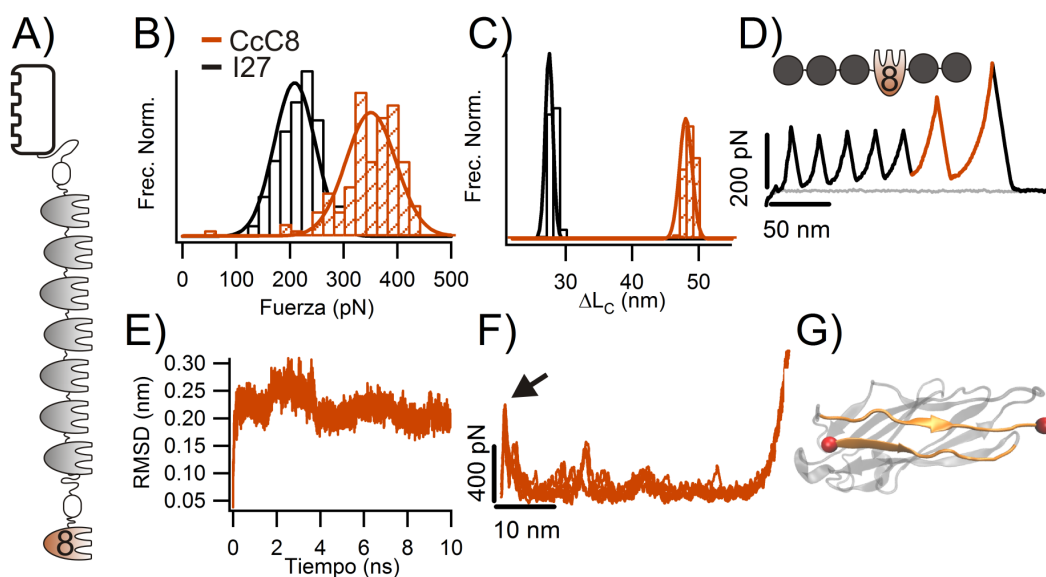 A)
8
B)
CcC8
I27
Frec. Norm.
0 100 200 300 400 500
Fuerza (pN)
C)
Frec. Norm.
30 40 50
ΔLC (nm)
D)
8
200 pN
50 nm
E)
RMSD (nm)
0.30
0.25
0.20
0.15
0.10
0.05
0 2 4 6 8 10
Tiempo (ns)
F)
400 pN
10 nm
G)